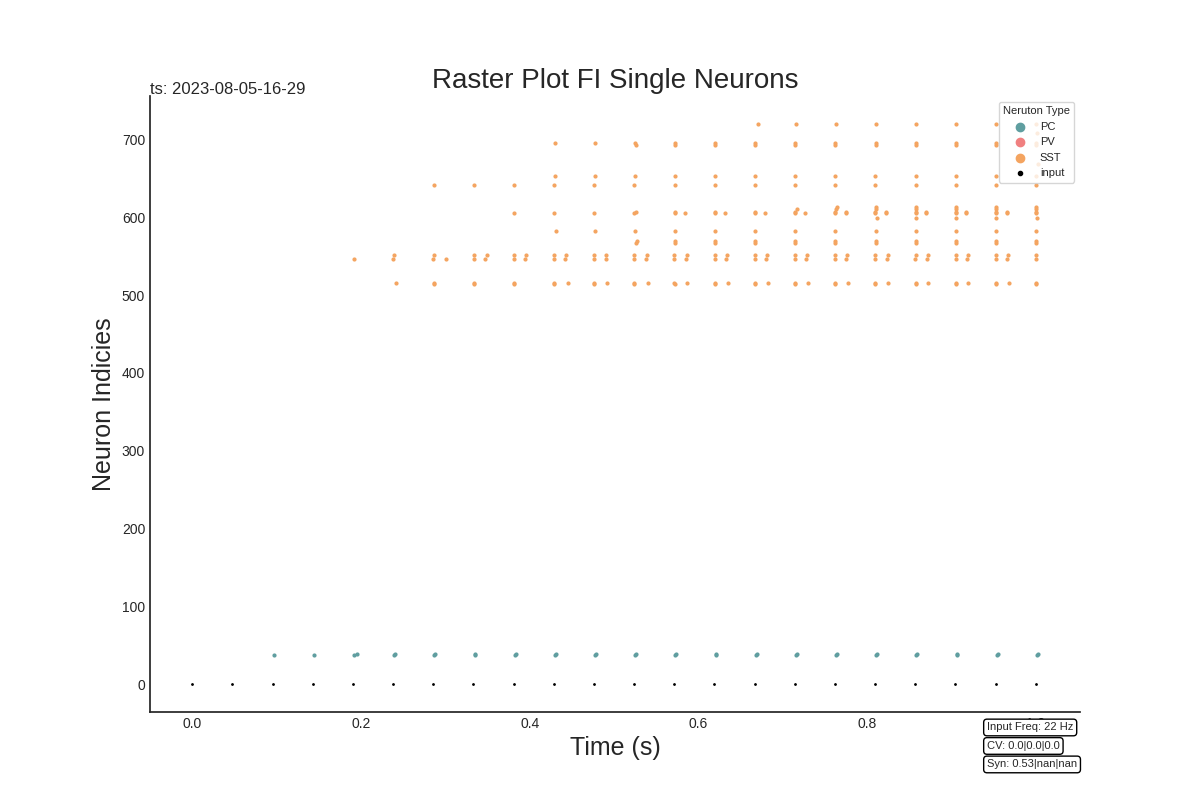 Raster Plot FI Single Neurons
ts: 2023-08-05-16-29
Neruton Type
PC
PV
SST
input
Neuron Indicies
700
600
500
400
300
200
100
0
0.0 0.2 0.4 0.6 0.8
Time (s)
Input Freq: 22 Hz
CV: 0.0|0.0|0.0
Syn: 0.53|nan|nan